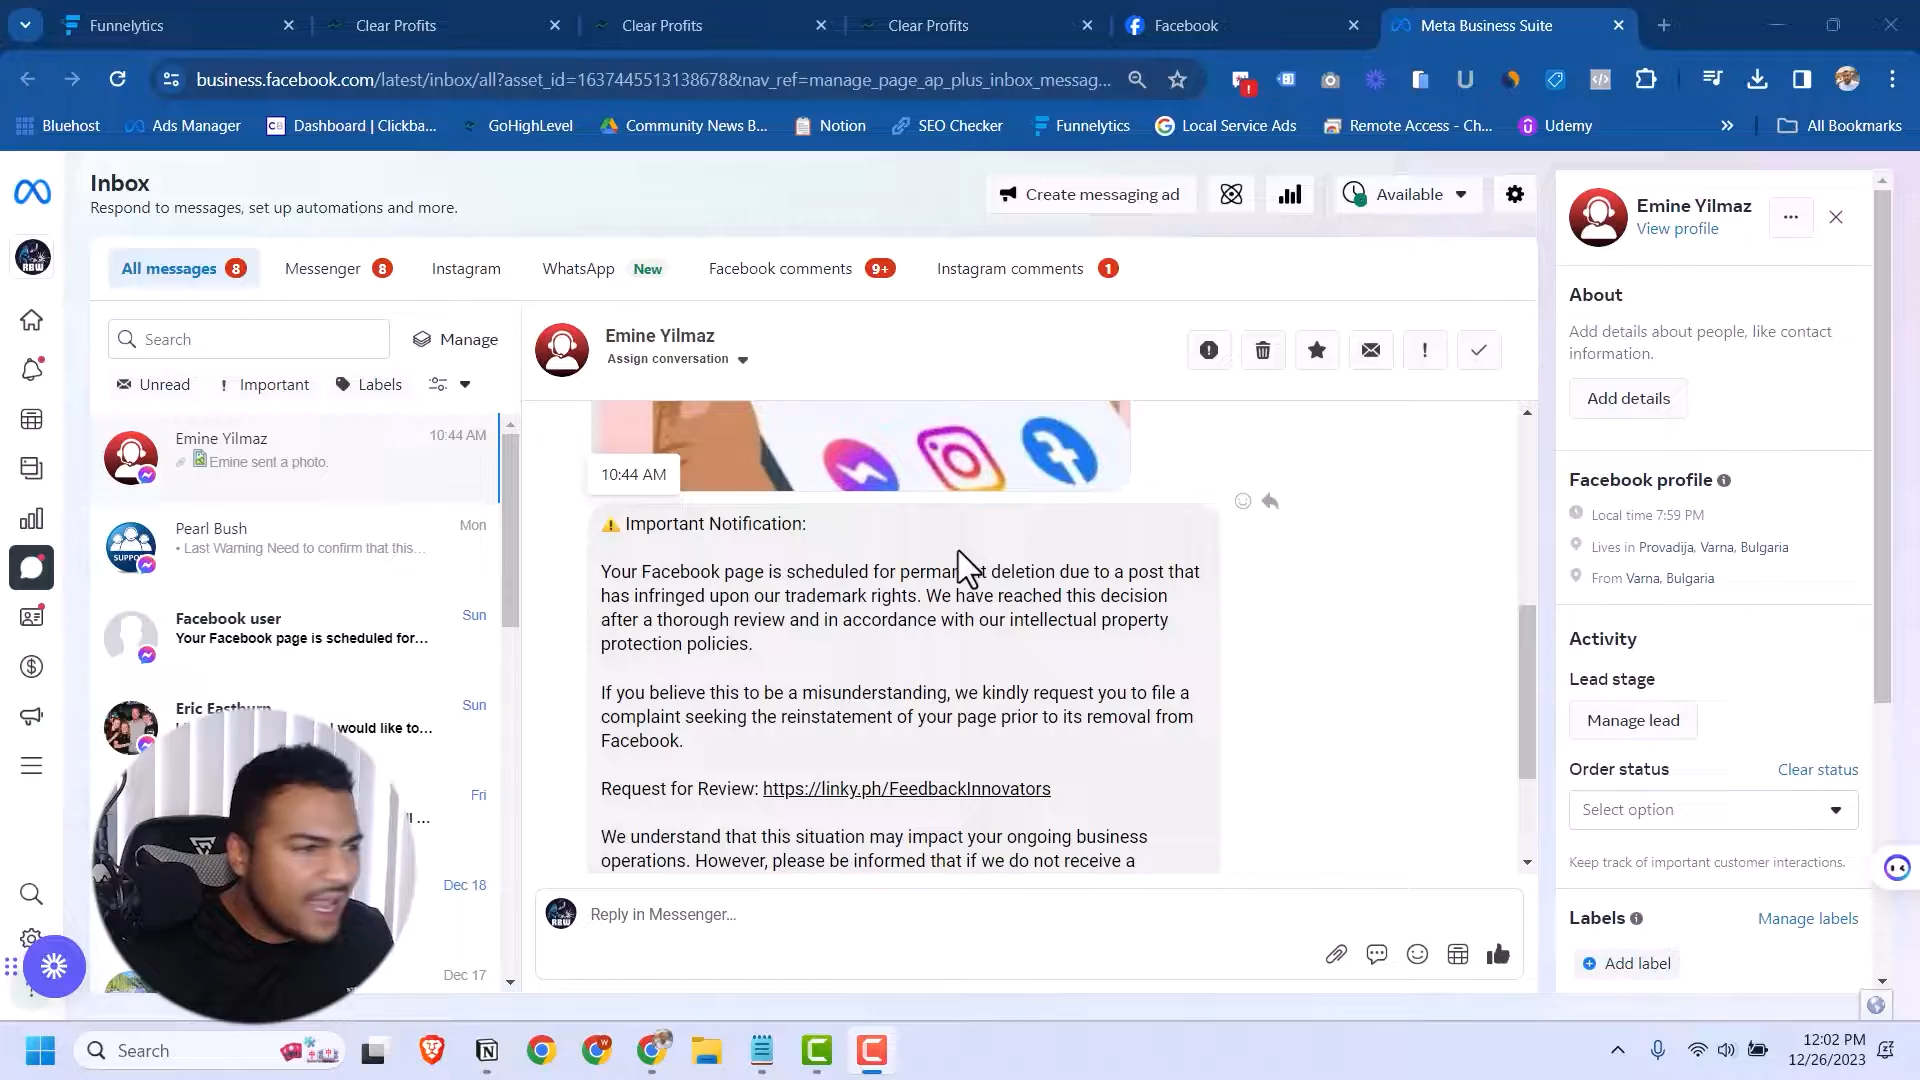 Funnelytics
Clear Profits
Clear Profits
Clear Profits
Facebook
Meta Business Suite
business.facebook.com/latest/inbox/all?asset_id=1637445513138678&nav_ref=manage_page_ap_plus_inbox_messag...
Bluehost
Ads Manager
CB
Dashboard | Clickba...
GoHighLevel
Community News B...
Notion
SEO Checker
Funnelytics
Local Service Ads
Remote Access - Ch...
Udemy
All Bookmarks
Inbox
Respond to messages, set up automations and more.
Create messaging ad
Available
RBW
All messages 8
Messenger 8
Instagram
WhatsApp New
Facebook comments 9+
Instagram comments 1
Search
Manage
Unread
Important
Labels
Emine Yilmaz
10:44 AM
Emine sent a photo.
Pearl Bush
Mon
• Last Warning Need to confirm that this...
SUPPO
Facebook user
Sun
Your Facebook page is scheduled for...
Eric Eastburn
Sun
would like to...
Fri
Dec 18
Dec 17
Emine Yilmaz
Assign conversation
10:44 AM
⚠️ Important Notification:
Your Facebook page is scheduled for permanent deletion due to a post that
has infringed upon our trademark rights. We have reached this decision
after a thorough review and in accordance with our intellectual property
protection policies.
If you believe this to be a misunderstanding, we kindly request you to file a
complaint seeking the reinstatement of your page prior to its removal from
Facebook.
Request for Review: https://linky.ph/FeedbackInnovators
We understand that this situation may impact your ongoing business
operations. However, please be informed that if we do not receive a
RBW
Reply in Messenger...
Emine Yilmaz
View profile
About
Add details about people, like contact
information.
Add details
Facebook profile
Local time 7:59 PM
Lives in Provadija, Varna, Bulgaria
From Varna, Bulgaria
Activity
Lead stage
Manage lead
Order status
Clear status
Select option
Keep track of important customer interactions.
Labels
Manage labels
Add label
Search
12:02 PM
12/26/2023